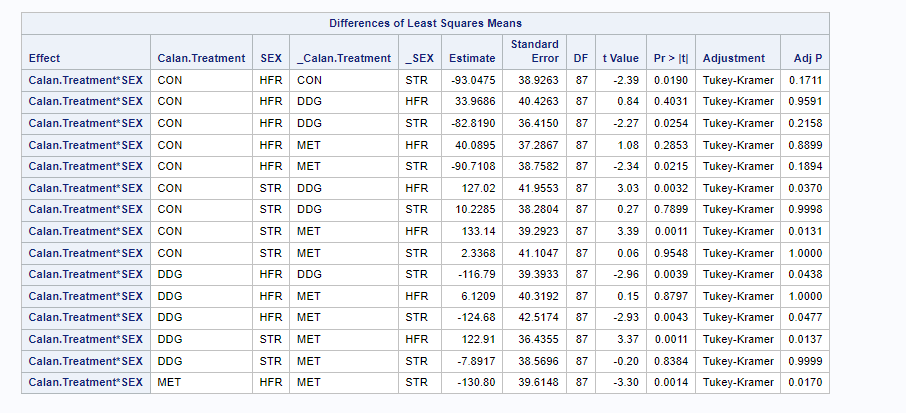 Differences of Least Squares Means
Effect Calan.Treatment SEX _Calan.Treatment _SEX Estimate Standard Error DF t Value Pr > |t| Adjustment Adj P
Calan.Treatment*SEX CON HFR CON STR -93.0475 38.9263 87 -2.39 0.0190 Tukey-Kramer 0.1711
Calan.Treatment*SEX CON HFR DDG HFR 33.9686 40.4263 87 0.84 0.4031 Tukey-Kramer 0.9591
Calan.Treatment*SEX CON HFR DDG STR -82.8190 36.4150 87 -2.27 0.0254 Tukey-Kramer 0.2158
Calan.Treatment*SEX CON HFR MET HFR 40.0895 37.2867 87 1.08 0.2853 Tukey-Kramer 0.8899
Calan.Treatment*SEX CON HFR MET STR -90.7108 38.7582 87 -2.34 0.0215 Tukey-Kramer 0.1894
Calan.Treatment*SEX CON STR DDG HFR 127.02 41.9553 87 3.03 0.0032 Tukey-Kramer 0.0370
Calan.Treatment*SEX CON STR DDG STR 10.2285 38.2804 87 0.27 0.7899 Tukey-Kramer 0.9998
Calan.Treatment*SEX CON STR MET HFR 133.14 39.2923 87 3.39 0.0011 Tukey-Kramer 0.0131
Calan.Treatment*SEX CON STR MET STR 2.3368 41.1047 87 0.06 0.9548 Tukey-Kramer 1.0000
Calan.Treatment*SEX DDG HFR DDG STR -116.79 39.3933 87 -2.96 0.0039 Tukey-Kramer 0.0438
Calan.Treatment*SEX DDG HFR MET HFR 6.1209 40.3192 87 0.15 0.8797 Tukey-Kramer 1.0000
Calan.Treatment*SEX DDG HFR MET STR -124.68 42.5174 87 -2.93 0.0043 Tukey-Kramer 0.0477
Calan.Treatment*SEX DDG STR MET HFR 122.91 36.4355 87 3.37 0.0011 Tukey-Kramer 0.0137
Calan.Treatment*SEX DDG STR MET STR -7.8917 38.5696 87 -0.20 0.8384 Tukey-Kramer 0.9999
Calan.Treatment*SEX MET HFR MET STR -130.80 39.6148 87 -3.30 0.0014 Tukey-Kramer 0.0170